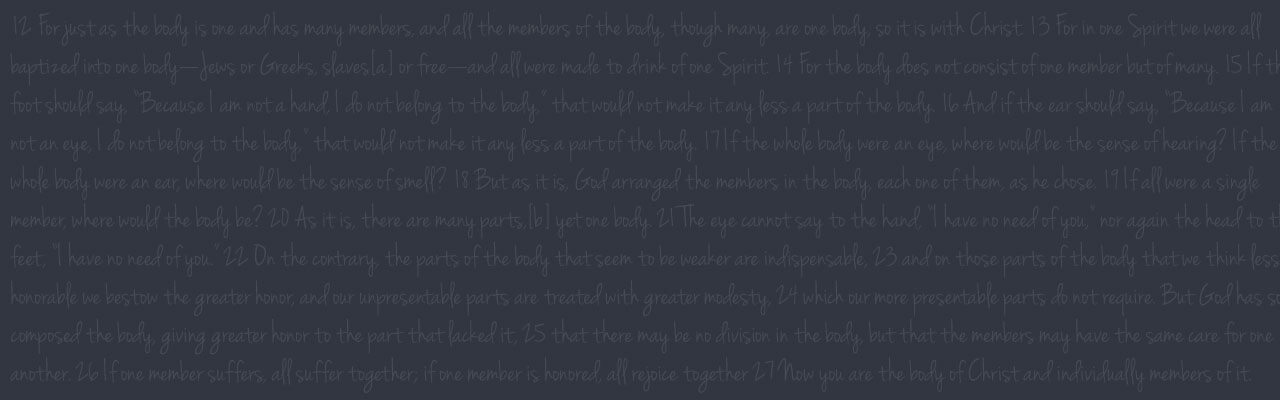 12 For just as the body is one and has many members, and all the members of the body, though many, are one body, so it is with Christ. 13 For in one Spirit we were all
baptized into one body—Jews or Greeks, slaves[a] or free—and all were made to drink of one Spirit. 14 For the body does not consist of one member but of many. 15 If th
foot should say, "Because I am not a hand, I do not belong to the body," that would not make it any less a part of the body. 16 And if the ear should say, "Because I am
not an eye, I do not belong to the body," that would not make it any less a part of the body. 17 If the whole body were an eye, where would be the sense of hearing? If the
whole body were an ear, where would be the sense of smell? 18 But as it is, God arranged the members in the body, each one of them, as he chose. 19 If all were a single
member, where would the body be? 20 As it is, there are many parts,[b] yet one body. 21 The eye cannot say to the hand, "I have no need of you," nor again the head to t
feet, "I have no need of you." 22 On the contrary, the parts of the body that seem to be weaker are indispensable, 23 and on those parts of the body that we think less
honorable we bestow the greater honor, and our unpresentable parts are treated with greater modesty, 24 which our more presentable parts do not require. But God has s
composed the body, giving greater honor to the part that lacked it, 25 that there may be no division in the body, but that the members may have the same care for one
another. 26 If one member suffers, all suffer together; if one member is honored, all rejoice together 27 Now you are the body of Christ and individually members of it.